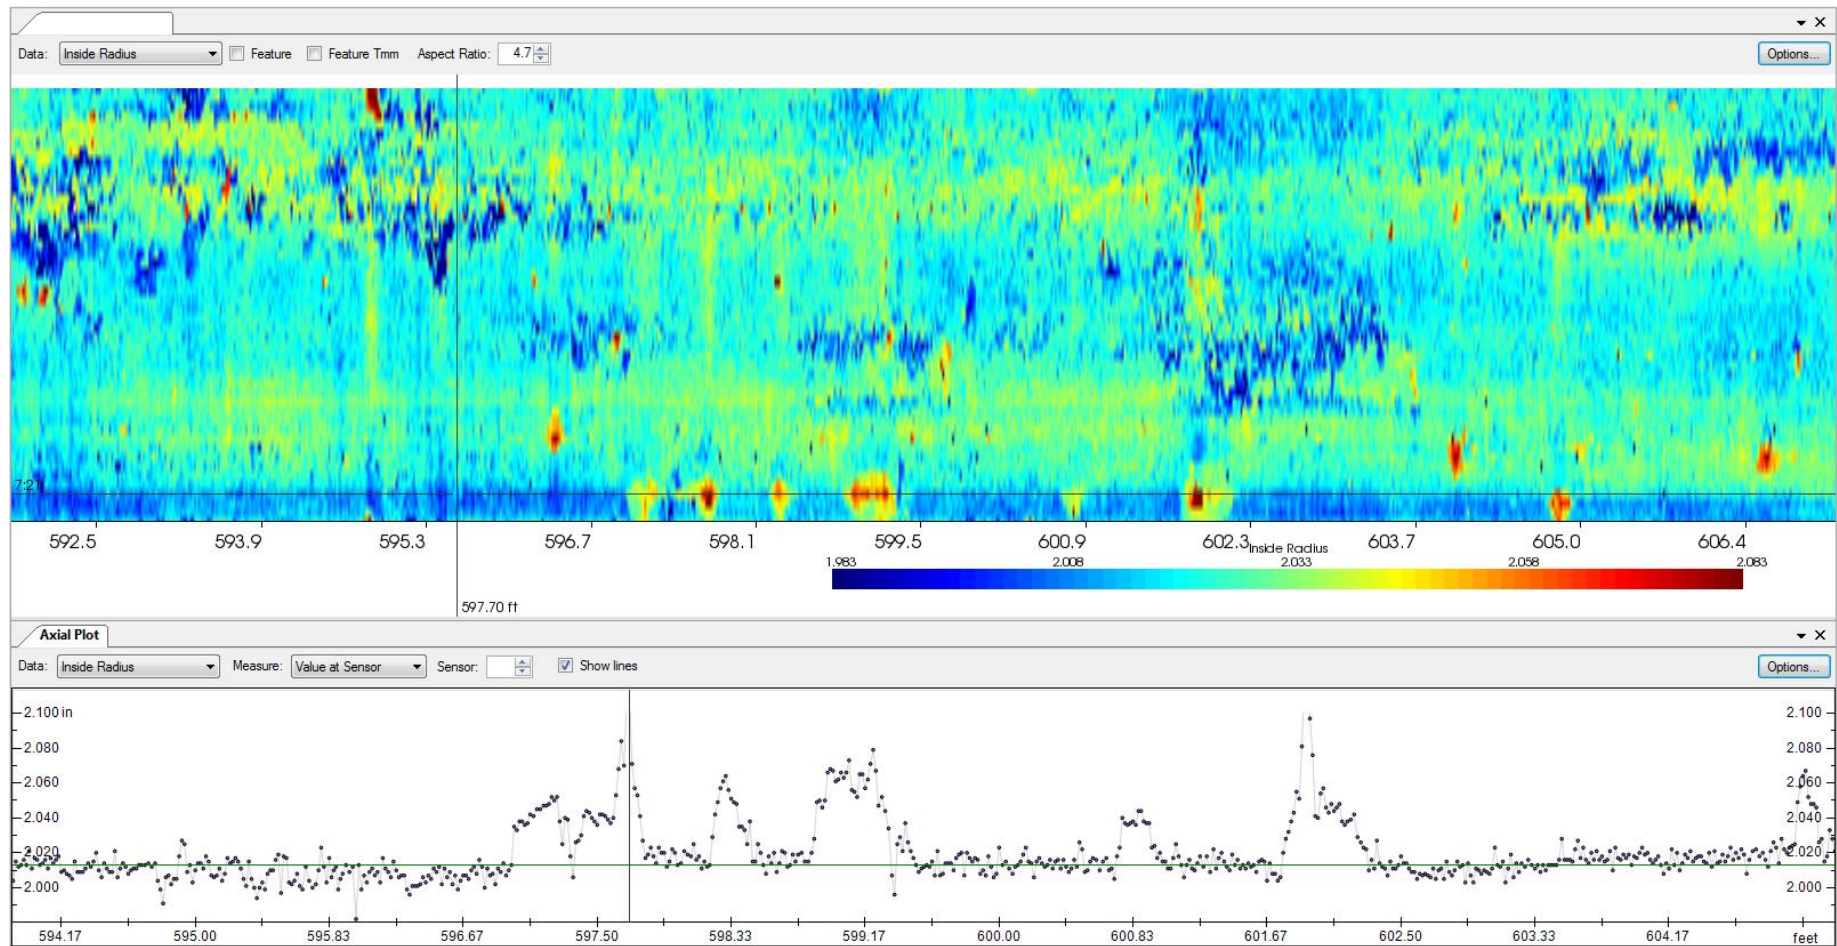 Data: Inside Radius Feature Feature Tmm Aspect Ratio: 4.7 Options...
7:21
592.5 593.9 595.3 596.7 598.1 599.5 600.9 602.3 603.7 605.0 606.4
Inside Radius
1.983 2.008 2.033 2.058 2.083
597.70 ft
Axial Plot
Data: Inside Radius Measure: Value at Sensor Sensor: Show lines Options...
2.100 in 2.100
2.080 2.080
2.060 2.060
2.040 2.040
2.020 2.020
2.000 2.000
594.17 595.00 595.83 596.67 597.50 598.33 599.17 600.00 600.83 601.67 602.50 603.33 604.17 feet